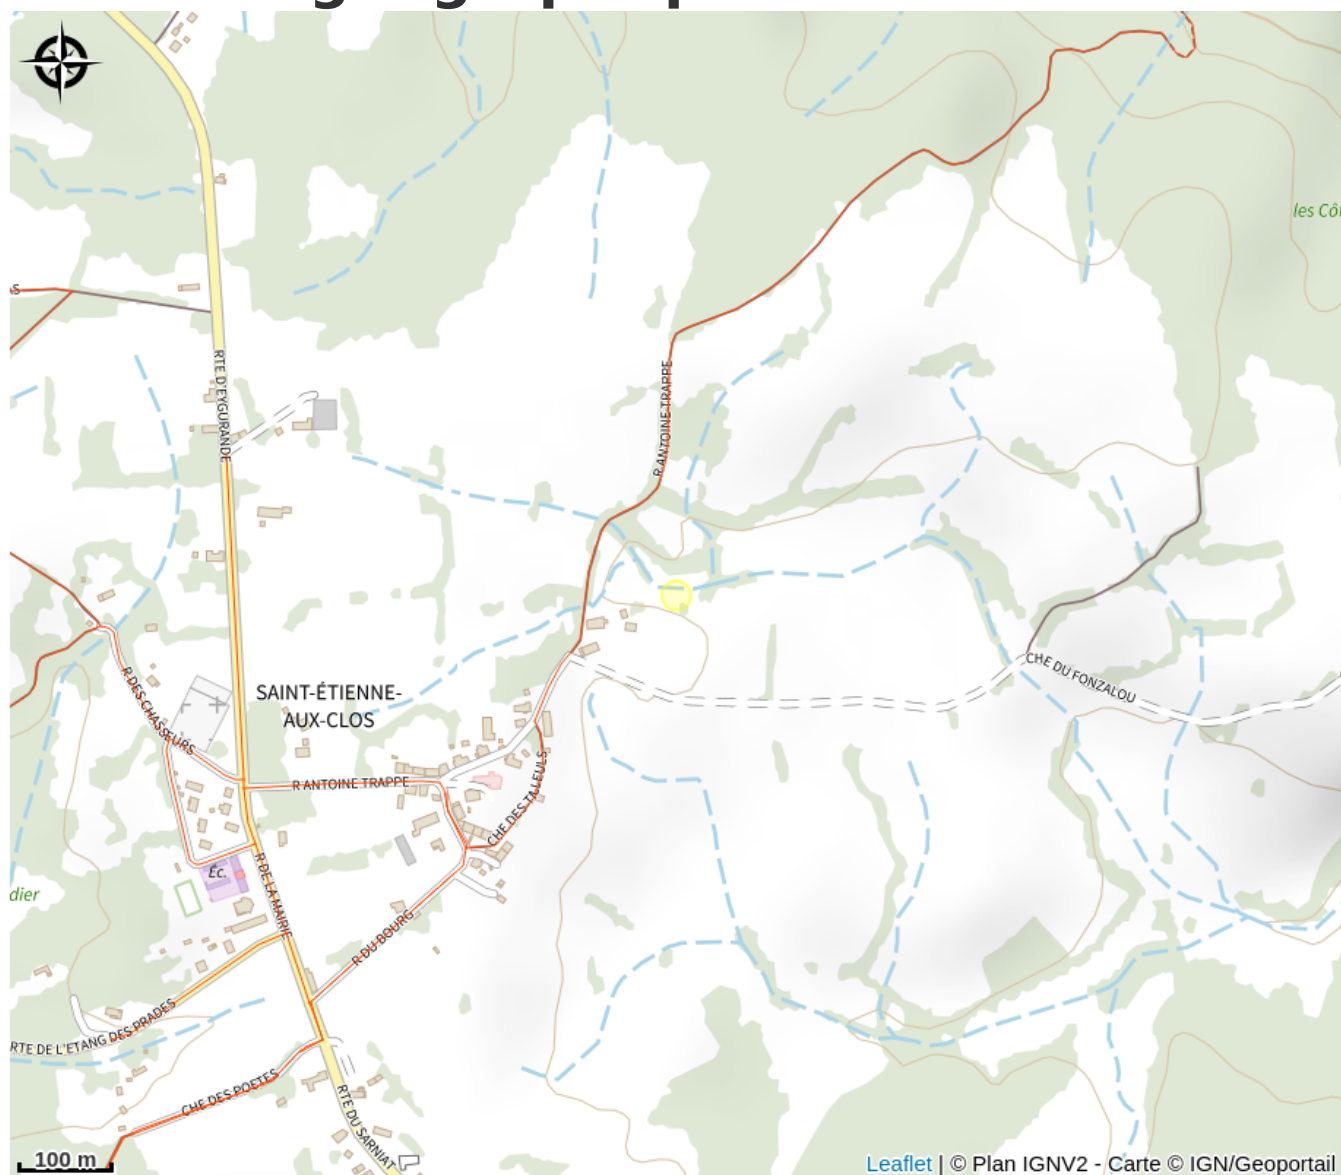 les Côt
RTE D'EYGURANDE
R ANTOINE TRAPPE
CHE DU FONZALOU
R DES CHASSEURS
SAINT-ÉTIENNE-
AUX-CLOS
R ANTOINE TRAPPE
CHE DES TILLEULS
Éc.
R DE LA MAIRIE
dier
R DU BOURG
RTE DE L'ETANG DES PRADES
CHE DES POETES
RTE DU SARNIAT
100 m
Leaflet | © Plan IGNV2 - Carte © IGN/Geoportail